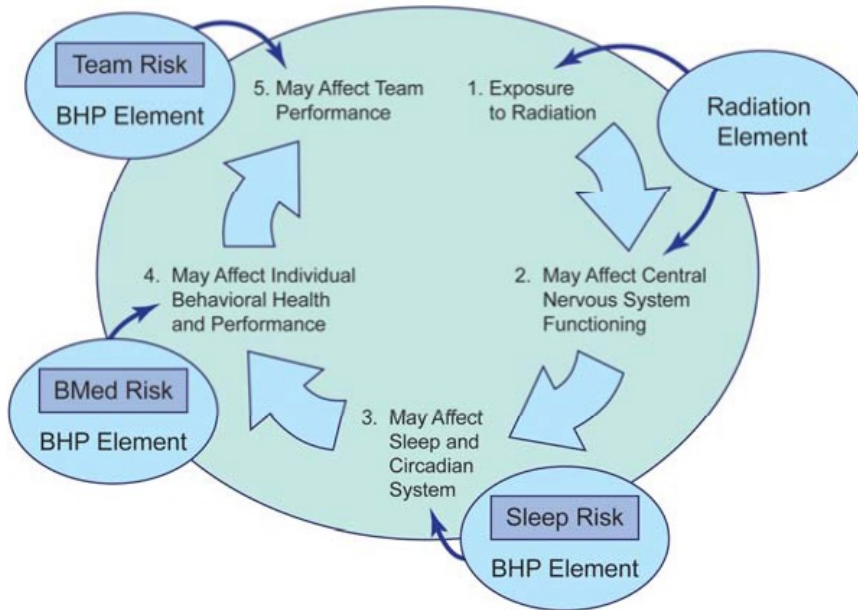 Team Risk
BHP Element
5. May Affect Team
Performance
1. Exposure
to Radiation
Radiation
Element
2. May Affect Central
Nervous System
Functioning
3. May Affect
Sleep and
Circadian
System
Sleep Risk
BHP Element
4. May Affect Individual
Behavioral Health
and Performance
BMed Risk
BHP Element